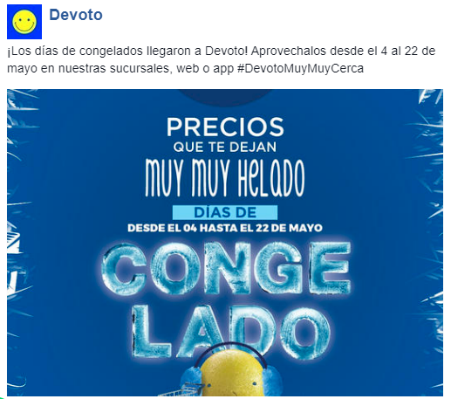 Devoto
¡Los días de congelados llegaron a Devoto! Aprovechalos desde el 4 al 22 de
mayo en nuestras sucursales, web o app #DevotoMuyMuyCerca
PRECIOS
QUE TE DEJAN
MUY MUY HELADO
DÍAS DE
DESDE EL 04 HASTA EL 22 DE MAYO
CONGE
LADO